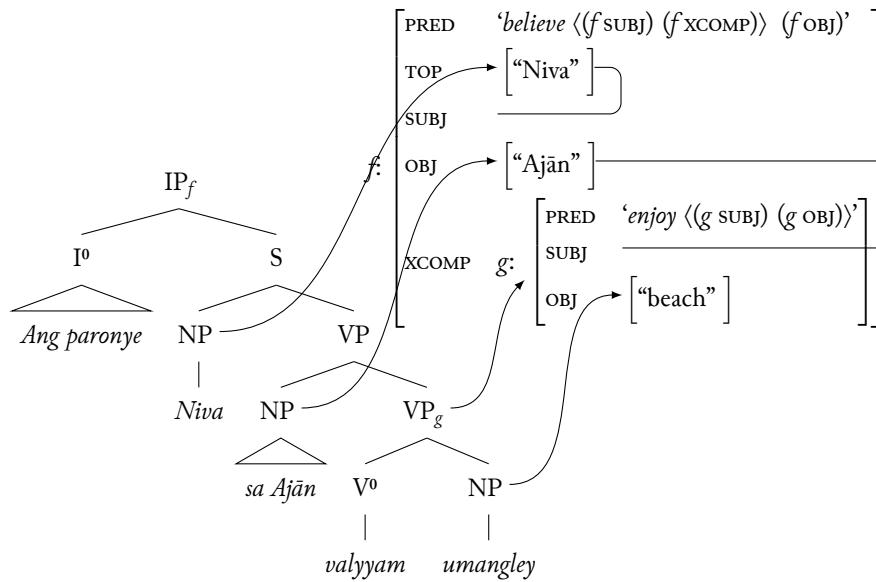 PRED ‘believe ⟨(f SUBJ) (f XCOMP)⟩ (f OBJ)’
TOP [“Niva”]
SUBJ
f: OBJ [“Ajān”]
IP_f
PRED ‘enjoy ⟨(g SUBJ) (g OBJ)⟩’
I⁰ S XCOMP g: SUBJ
OBJ [“beach”]
Ang paronye NP VP
Niva NP VP_g
sa Ajān V⁰ NP
valyyam umangley